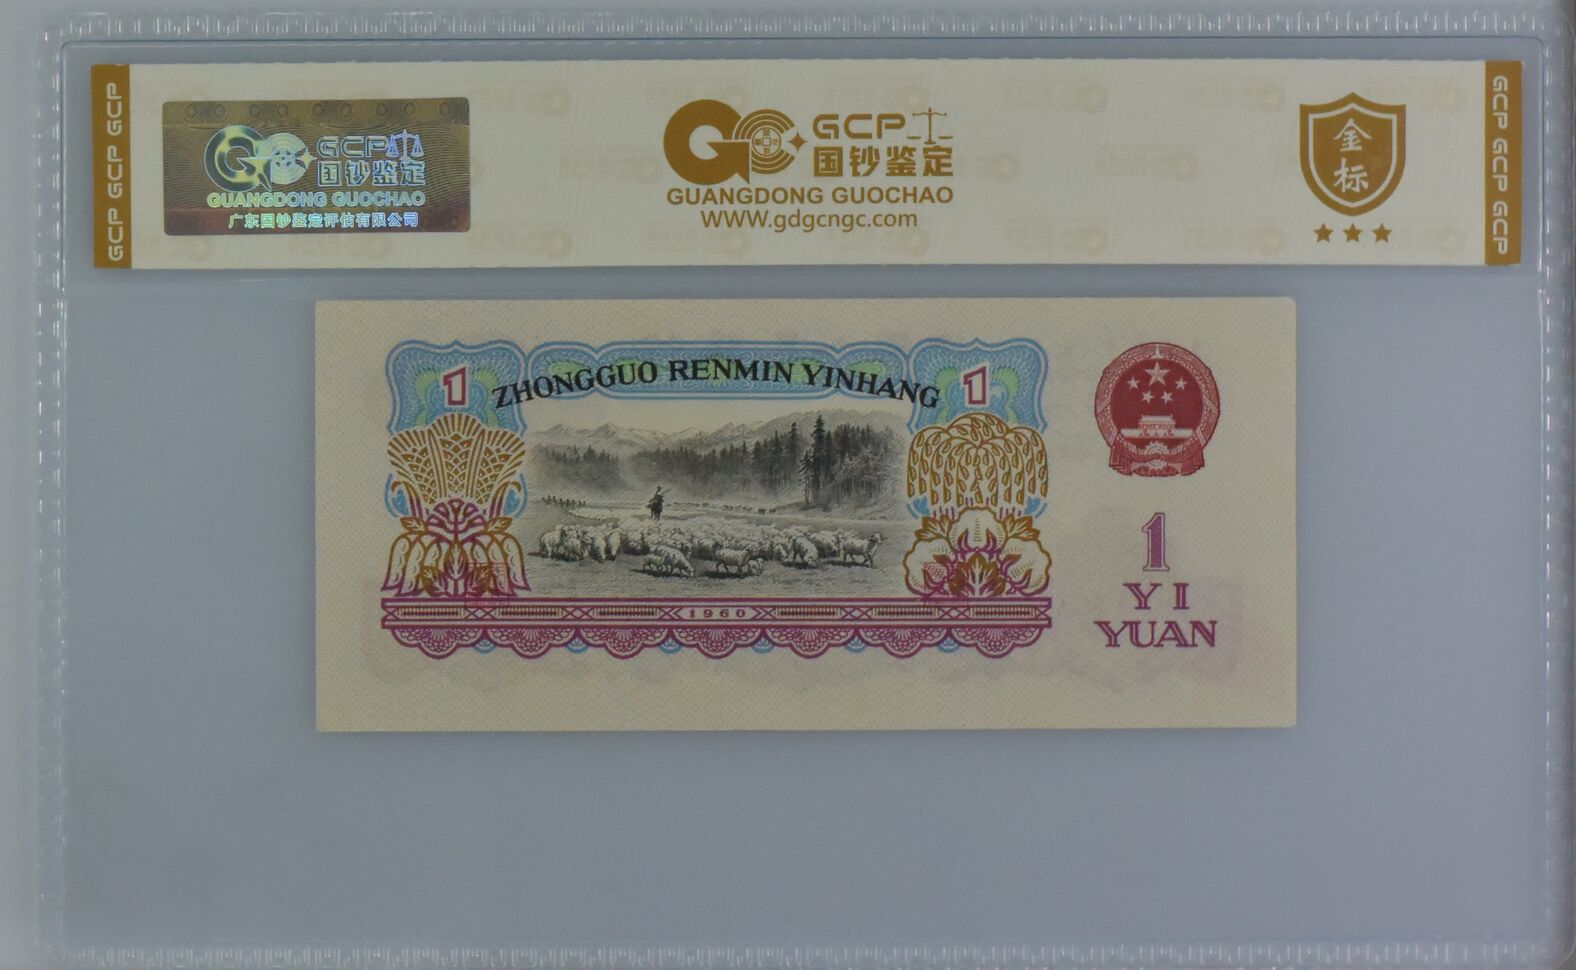 GCP GCP GCP
GCP
国钞鉴定
GUANGDONG GUOCHAO
广东国钞鉴定评估有限公司
GCP
国钞鉴定
GUANGDONG GUOCHAO
WWW.gdgcngc.com
金标
GCP GCP GCP
1
ZHONGGUO RENMIN YINHANG
1
1
YI
YUAN
1960